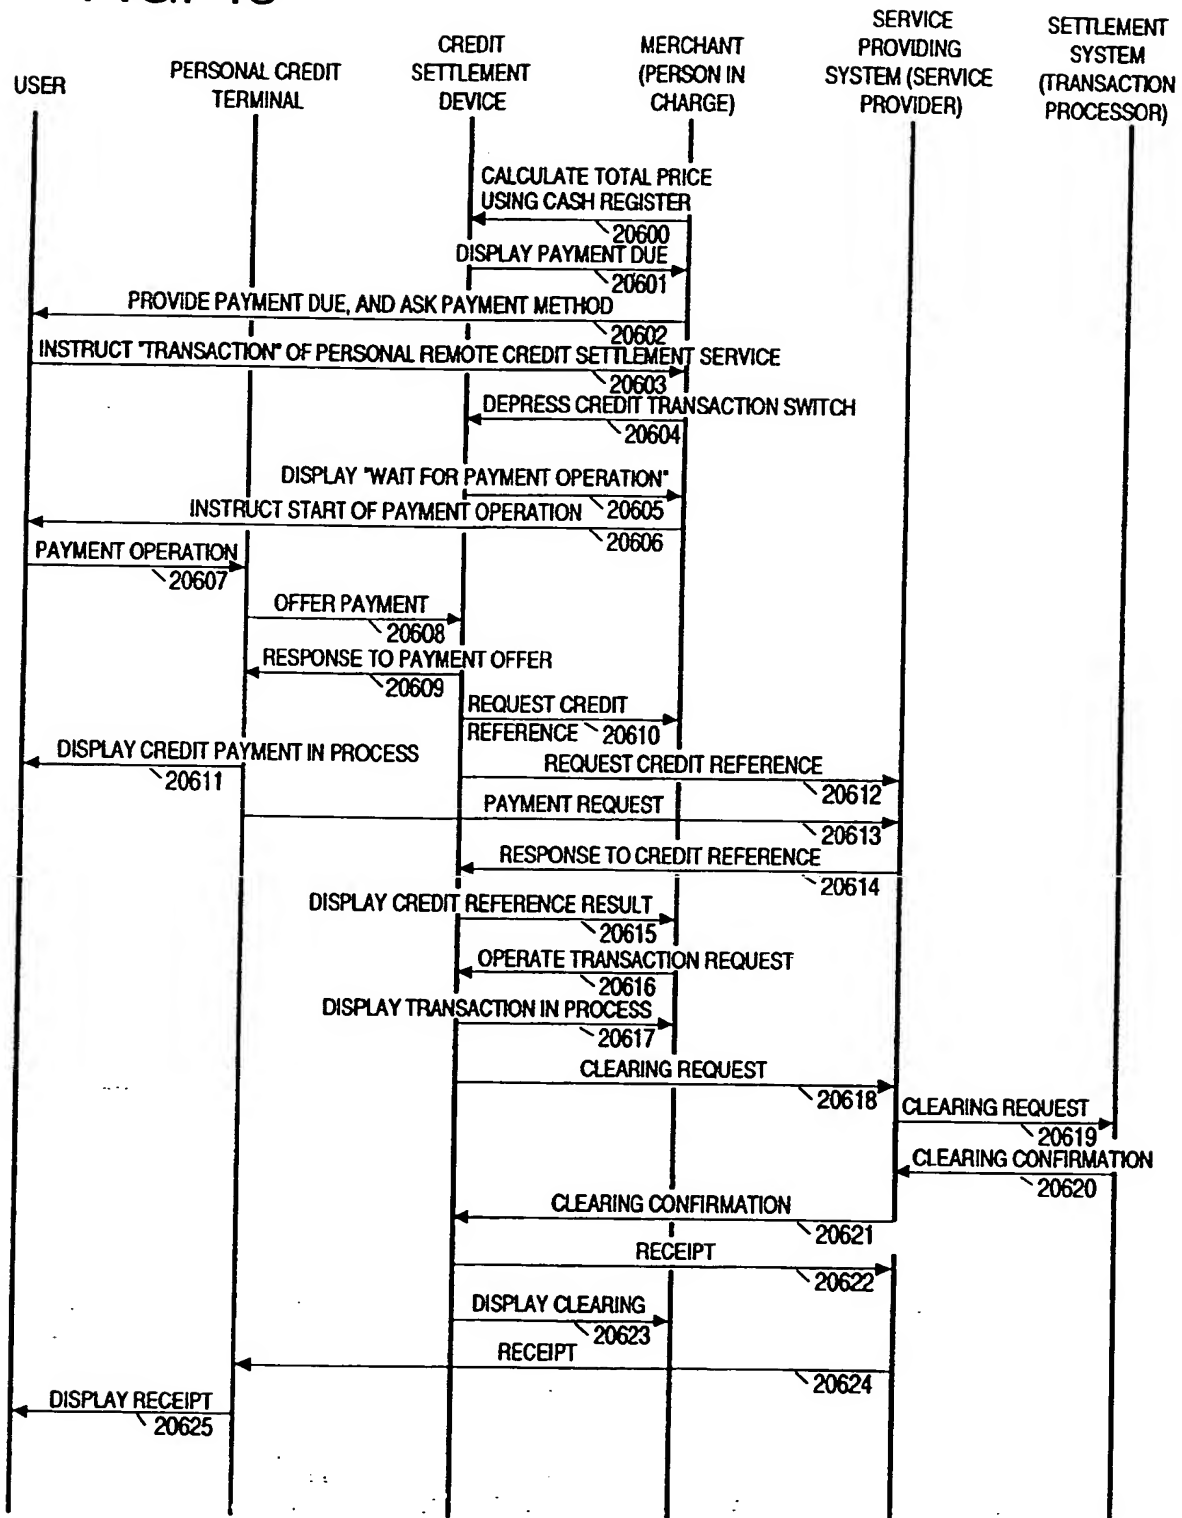 USER
PERSONAL CREDIT
TERMINAL
CREDIT
SETTLEMENT
DEVICE
MERCHANT
(PERSON IN
CHARGE)
SERVICE
PROVIDING
SYSTEM (SERVICE
PROVIDER)
SETTLEMENT
SYSTEM
(TRANSACTION
PROCESSOR)
CALCULATE TOTAL PRICE
USING CASH REGISTER
20600
DISPLAY PAYMENT DUE
20601
PROVIDE PAYMENT DUE, AND ASK PAYMENT METHOD
20602
INSTRUCT "TRANSACTION" OF PERSONAL REMOTE CREDIT SETTLEMENT SERVICE
20603
DEPRESS CREDIT TRANSACTION SWITCH
20604
DISPLAY "WAIT FOR PAYMENT OPERATION"
20605
INSTRUCT START OF PAYMENT OPERATION
20606
PAYMENT OPERATION
20607
OFFER PAYMENT
20608
RESPONSE TO PAYMENT OFFER
20609
REQUEST CREDIT
REFERENCE 20610
DISPLAY CREDIT PAYMENT IN PROCESS
20611
REQUEST CREDIT REFERENCE
20612
PAYMENT REQUEST
20613
RESPONSE TO CREDIT REFERENCE
20614
DISPLAY CREDIT REFERENCE RESULT
20615
OPERATE TRANSACTION REQUEST
20616
DISPLAY TRANSACTION IN PROCESS
20617
CLEARING REQUEST
20618
CLEARING REQUEST
20619
CLEARING CONFIRMATION
20620
CLEARING CONFIRMATION
20621
RECEIPT
20622
DISPLAY CLEARING
20623
RECEIPT
20624
DISPLAY RECEIPT
20625